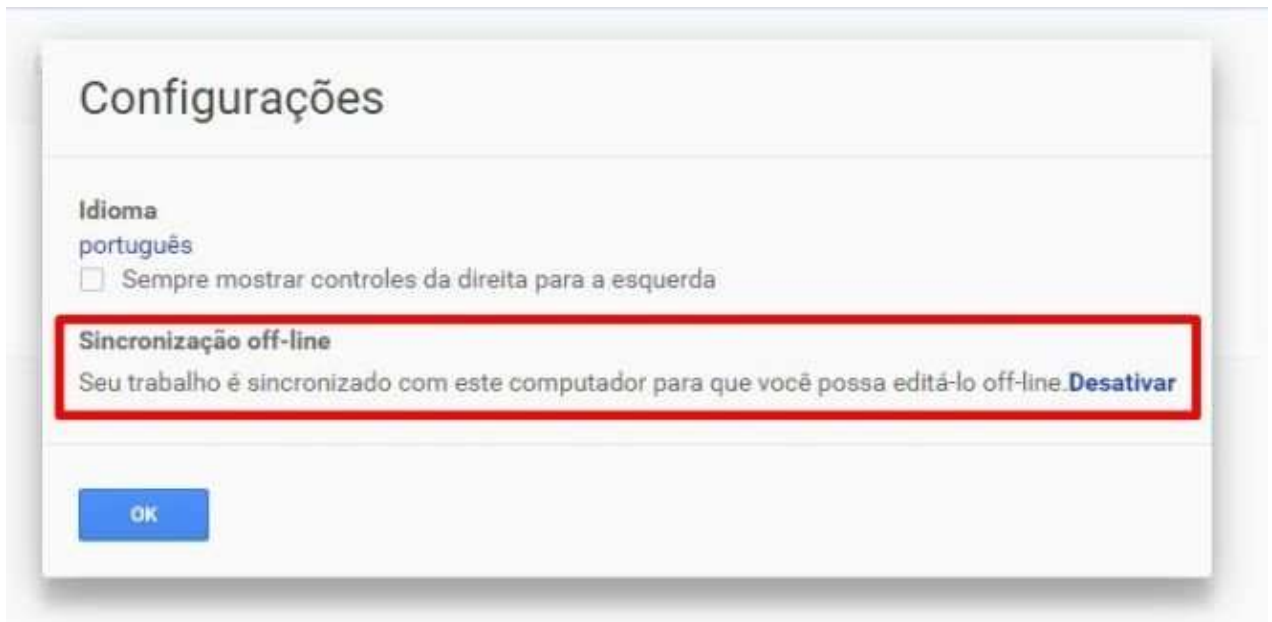 Configurações
Idioma
português
Sempre mostrar controles da direita para a esquerda
Sincronização off-line
Seu trabalho é sincronizado com este computador para que você possa editá-lo off-line.Desativar
OK